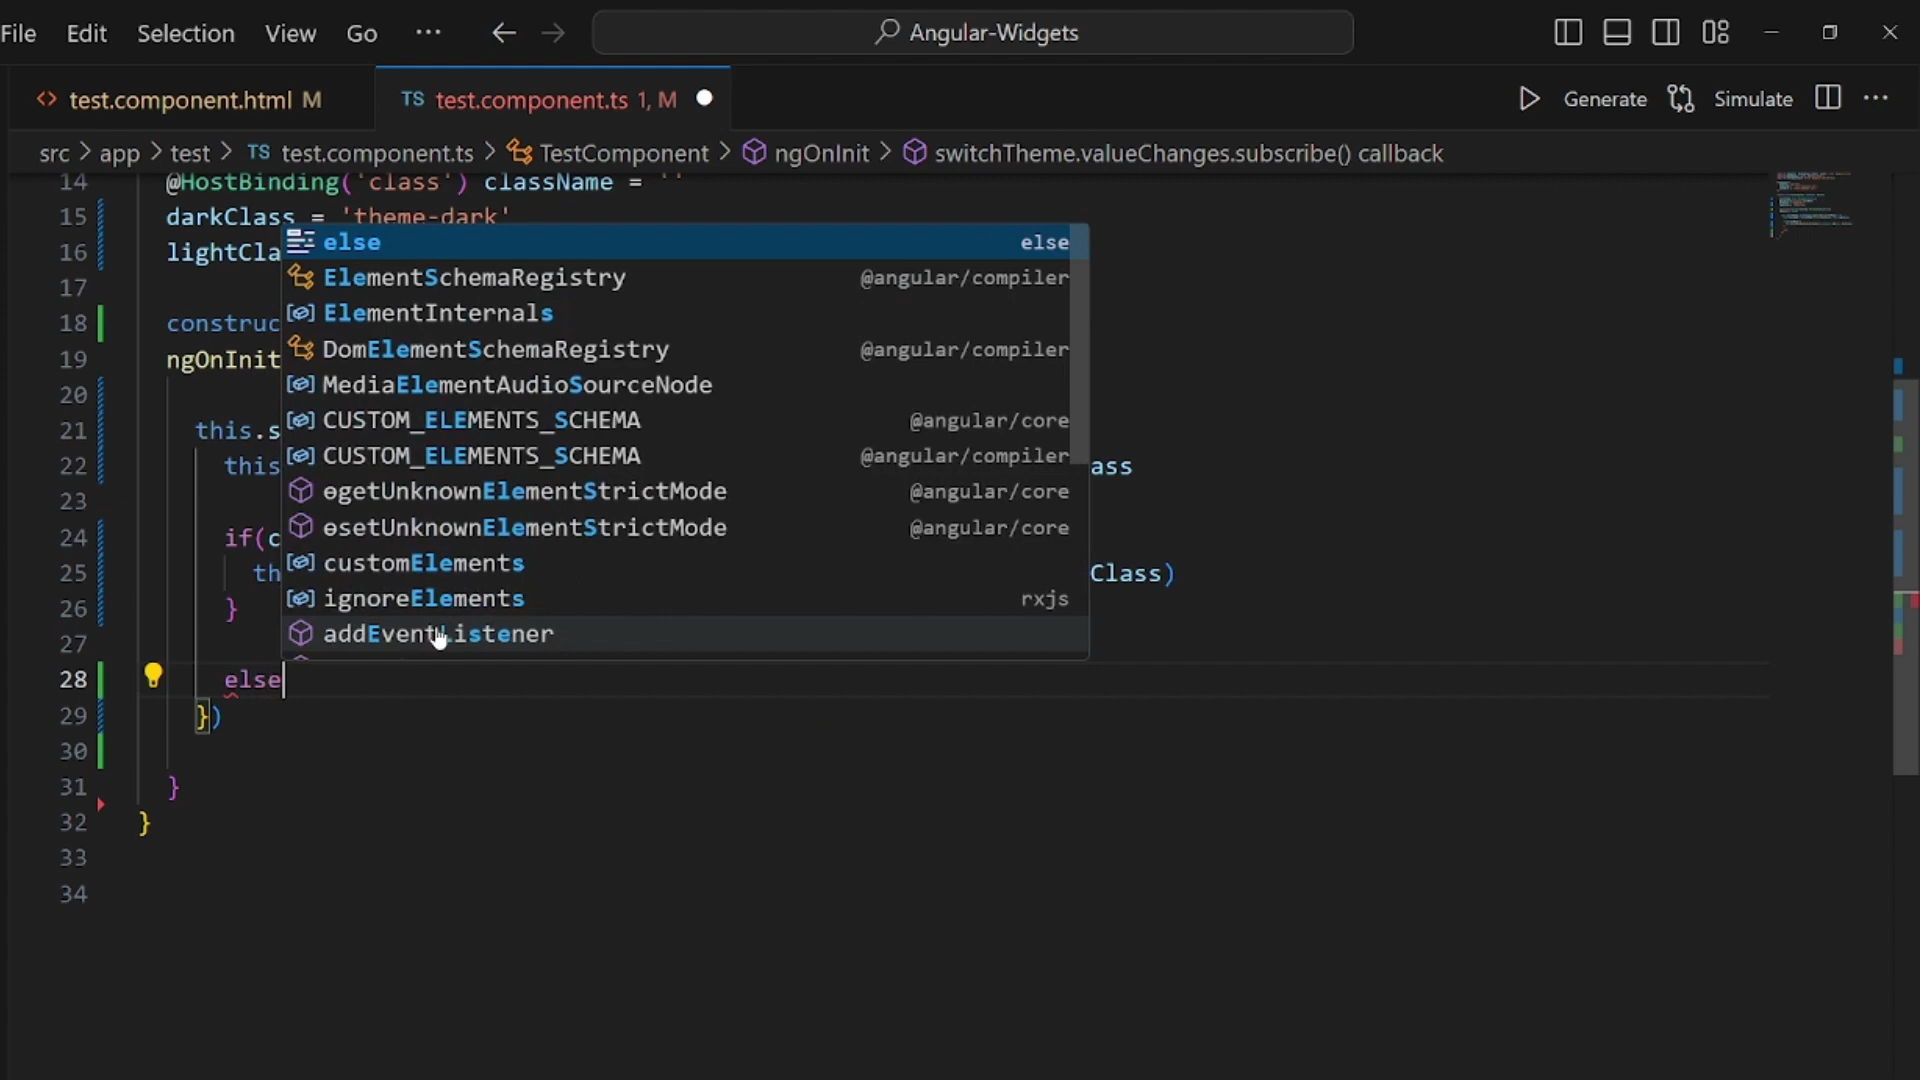 File Edit Selection View Go ··· Angular-Widgets
test.component.html M TS test.component.ts 1, M Generate Simulate ···
src > app > test > TS test.component.ts > TestComponent > ngOnInit > switchTheme.valueChanges.subscribe() callback
14 @HostBinding('class') className = ''
15 darkClass = 'theme-dark'
16 lightCla
17
18 construc
19 ngOnInit
20
21 this.s
22 this ass
23
24 if(c
25 th Class)
26 }
27
28 else
29 })
30
31 }
32 }
33
34
else else
ElementSchemaRegistry @angular/compiler
ElementInternals
DomElementSchemaRegistry @angular/compiler
MediaElementAudioSourceNode
CUSTOM_ELEMENTS_SCHEMA @angular/core
CUSTOM_ELEMENTS_SCHEMA @angular/compiler
ɵgetUnknownElementStrictMode @angular/core
ɵsetUnknownElementStrictMode @angular/core
customElements
ignoreElements rxjs
addEventListener